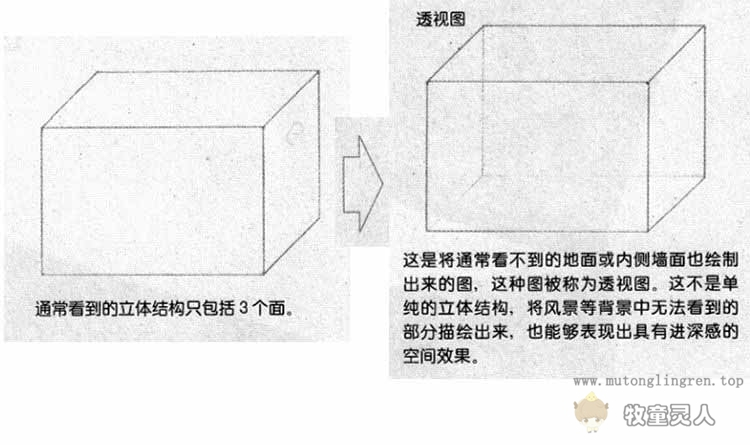 通常看到的立体结构只包括3个面。
透视图
这是将通常看不到的地面或内侧墙面也绘制
出来的图，这种图被称为透视图。这不是单
纯的立体结构，将风景等背景中无法看到的
部分描绘出来，也能够表现出具有进深感的
空间效果。
www.mutonglingren.top
牧童灵人